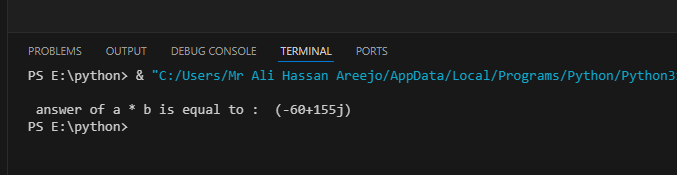 PROBLEMS OUTPUT DEBUG CONSOLE TERMINAL PORTS
PS E:\python> & "C:/Users/Mr Ali Hassan Areejo/AppData/Local/Programs/Python/Python3
answer of a * b is equal to :  (-60+155j)
PS E:\python>